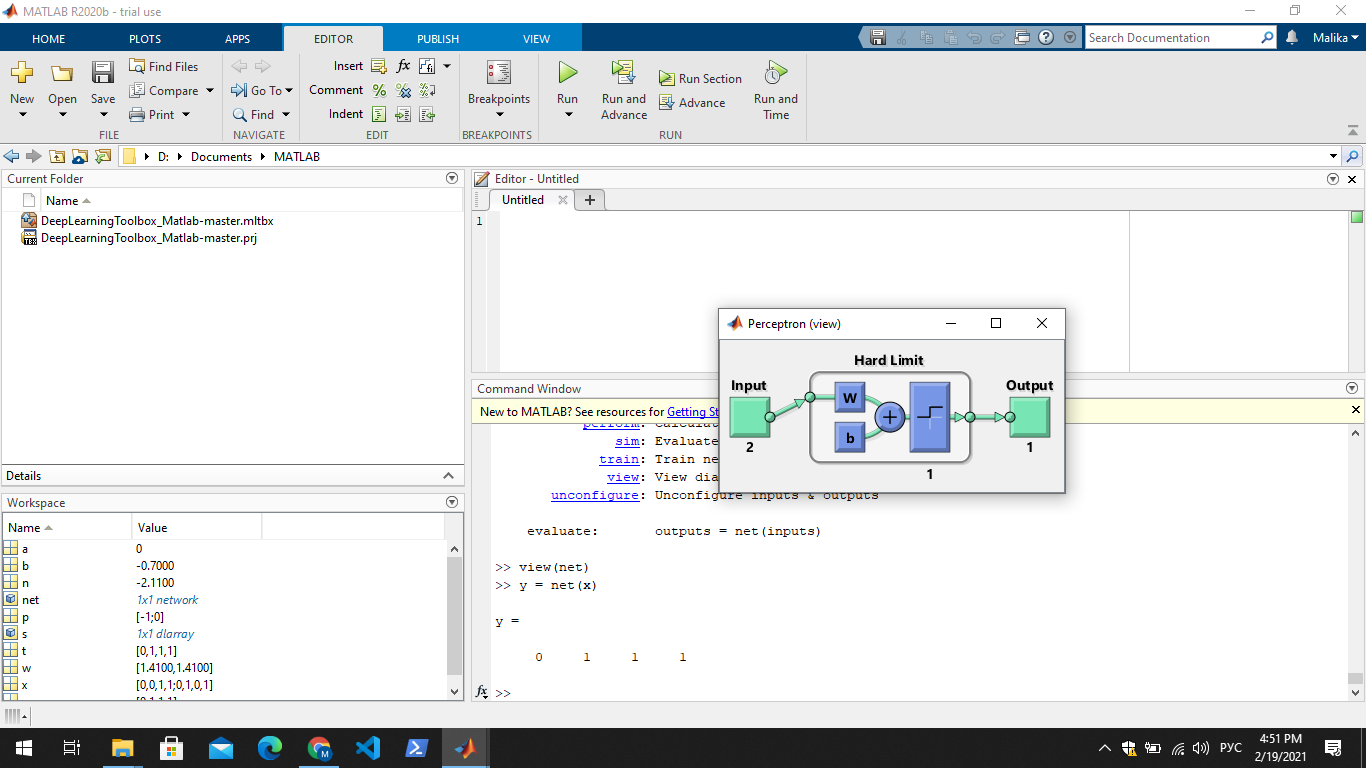 MATLAB R2020b - trial use
HOME PLOTS APPS EDITOR PUBLISH VIEW
Search Documentation
Malika
New Open Save
Find Files
Compare
Print
FILE
Go To
Find
NAVIGATE
Insert fx
Comment
Indent
EDIT
Breakpoints
BREAKPOINTS
Run
Run and Advance
Run Section
Advance
Run and Time
RUN
D: Documents MATLAB
Current Folder
Name
DeepLearningToolbox_Matlab-master.mltbx
DeepLearningToolbox_Matlab-master.prj
Details
Workspace
Name Value
a 0
b -0.7000
n -2.1100
net 1x1 network
p [-1;0]
s 1x1 dlarray
t [0,1,1,1]
w [1.4100,1.4100]
x [0,0,1,1;0,1,0,1]
Editor - Untitled
Untitled
1
Perceptron (view)
Hard Limit
Input
W
b
+
Output
2
1
1
Command Window
New to MATLAB? See resources for Getting St
perform: Calculat
sim: Evaluate
train: Train ne
view: View dia
unconfigure: Unconfigure inputs & outputs
evaluate: outputs = net(inputs)
>> view(net)
>> y = net(x)
y =
0 1 1 1
fx >>
РУС
4:51 PM
2/19/2021